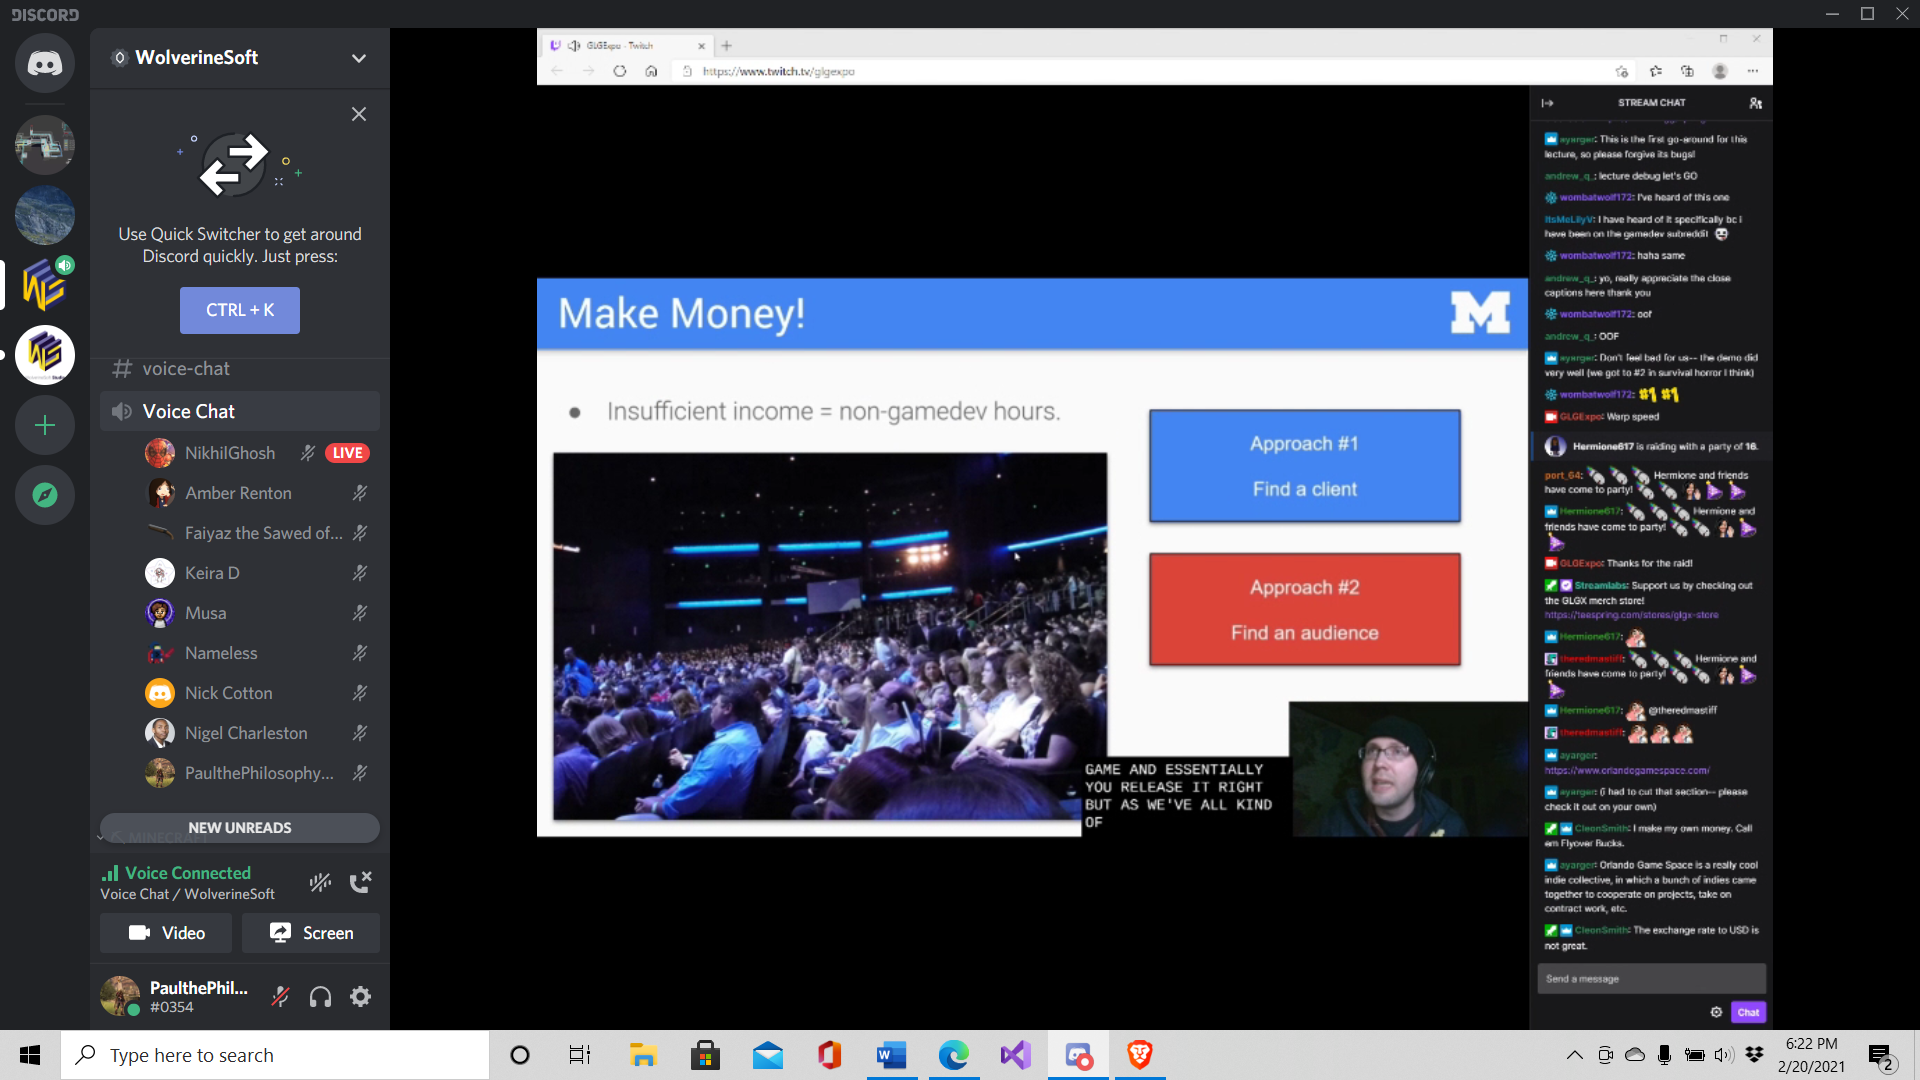 DISCORD
WolverineSoft
Use Quick Switcher to get around
Discord quickly. Just press:
CTRL + K
voice-chat
Voice Chat
NikhilGhosh LIVE
Amber Renton
Faiyaz the Sawed of...
Keira D
Musa
Nameless
Nick Cotton
Nigel Charleston
PaulthePhilosophy...
NEW UNREADS
MINECRAFT
Voice Connected
Voice Chat / WolverineSoft
Video
Screen
PaulthePhil...
#0354
GLGExpo - Twitch
https://www.twitch.tv/glgexpo
Make Money!
M
Insufficient income = non-gamedev hours.
Approach #1
Find a client
Approach #2
Find an audience
GAME AND ESSENTIALLY
YOU RELEASE IT RIGHT
BUT AS WE'VE ALL KIND
OF
STREAM CHAT
ayarger: This is the first go-around for this
lecture, so please forgive its bugs!
andrew_q_: lecture debug let's GO
wombatwolf172: I've heard of this one
ItsMeLilyV: I have heard of it specifically bc i
have been on the gamedev subreddit
wombatwolf172: haha same
andrew_q_: yo, really appreciate the close
captions here thank you
wombatwolf172: oof
andrew_q_: OOF
ayarger: Don't feel bad for us-- the demo did
very well (we got to #2 in survival horror I think)
wombatwolf172: #1 #1
GLGExpo: Warp speed
Hermione617 is raiding with a party of 16.
port_64: Hermione and friends
have come to party!
Hermione617: Hermione and
friends have come to party!
GLGExpo: Thanks for the raid!
Streamlabs: Support us by checking out
the GLGX merch store!
https://teespring.com/stores/glgx-store
Hermione617:
theredmastiff: Hermione and
friends have come to party!
Hermione617: @theredmastiff
theredmastiff:
ayarger:
https://www.orlandogamespace.com/
ayarger: (i had to cut that section-- please
check it out on your own)
CleonSmith: I make my own money. Call
em Flyover Bucks.
ayarger: Orlando Game Space is a really cool
indie collective, in which a bunch of indies came
together to cooperate on projects, take on
contract work, etc.
CleonSmith: The exchange rate to USD is
not great.
Send a message
Chat
Type here to search
6:22 PM
2/20/2021
2